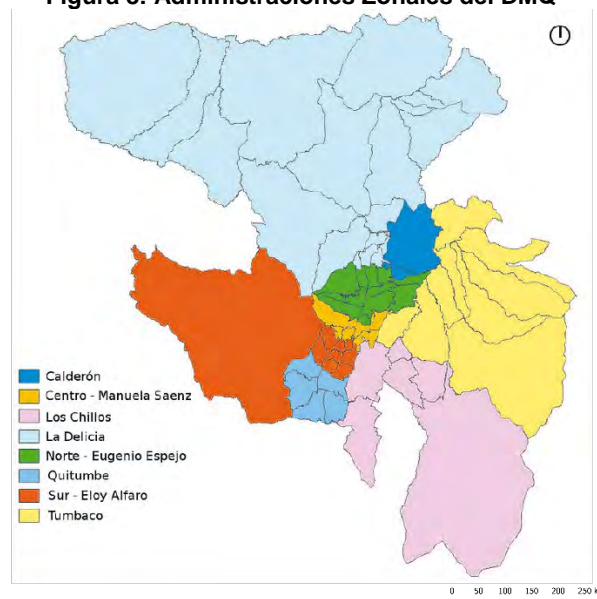 Figura 3. Administraciones Zonales del DMQ
Calderón
Centro - Manuela Saenz
Los Chillos
La Delicia
Norte - Eugenio Espejo
Quitumbe
Sur - Eloy Alfaro
Tumbaco
0 50 100 150 200 250